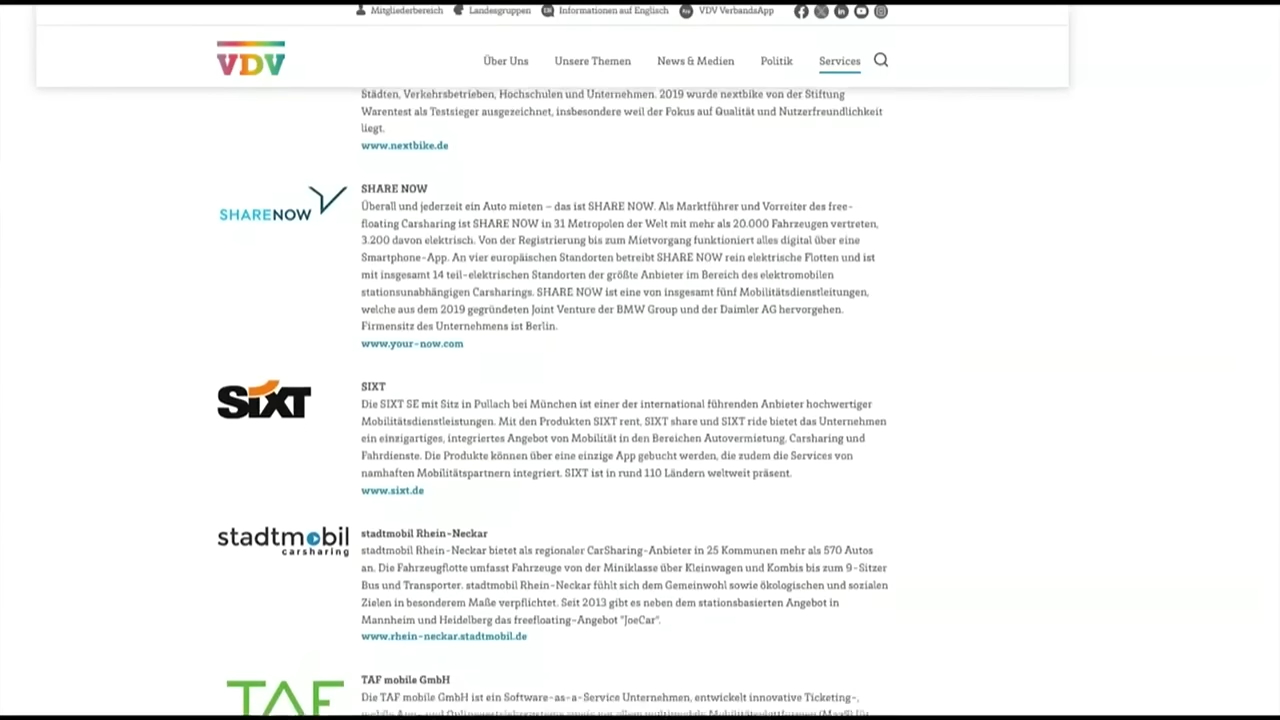 Mitgliederbereich Landesgruppen Informationen auf Englisch VDV VerbandsApp
VDV
Über Uns Unsere Themen News & Medien Politik Services
Städten, Verkehrsbetrieben, Hochschulen und Unternehmen. 2019 wurde nextbike von der Stiftung
Warentest als Testsieger ausgezeichnet, insbesondere weil der Fokus auf Qualität und Nutzerfreundlichkeit
liegt.
www.nextbike.de
SHARE NOW
SHARE NOW
Überall und jederzeit ein Auto mieten – das ist SHARE NOW. Als Marktführer und Vorreiter des free-
floating Carsharing ist SHARE NOW in 31 Metropolen der Welt mit mehr als 20.000 Fahrzeugen vertreten,
3.200 davon elektrisch. Von der Registrierung bis zum Mietvorgang funktioniert alles digital über eine
Smartphone-App. An vier europäischen Standorten betreibt SHARE NOW rein elektrische Flotten und ist
mit insgesamt 14 teil-elektrischen Standorten der größte Anbieter im Bereich des elektromobilen
stationsunabhängigen Carsharings. SHARE NOW ist eine von insgesamt fünf Mobilitätsdienstleitungen,
welche aus dem 2019 gegründeten Joint Venture der BMW Group und der Daimler AG hervorgehen.
Firmensitz des Unternehmens ist Berlin.
www.your-now.com
SIXT
SIXT
Die SIXT SE mit Sitz in Pullach bei München ist einer der international führenden Anbieter hochwertiger
Mobilitätsdienstleistungen. Mit den Produkten SIXT rent, SIXT share und SIXT ride bietet das Unternehmen
ein einzigartiges, integriertes Angebot von Mobilität in den Bereichen Autovermietung, Carsharing und
Fahrdienste. Die Produkte können über eine einzige App gebucht werden, die zudem die Services von
namhaften Mobilitätspartnern integriert. SIXT ist in rund 110 Ländern weltweit präsent.
www.sixt.de
stadtmobil
carsharing
stadtmobil Rhein-Neckar
stadtmobil Rhein-Neckar bietet als regionaler CarSharing-Anbieter in 25 Kommunen mehr als 570 Autos
an. Die Fahrzeugflotte umfasst Fahrzeuge von der Miniklasse über Kleinwagen und Kombis bis zum 9-Sitzer
Bus und Transporter. stadtmobil Rhein-Neckar fühlt sich dem Gemeinwohl sowie ökologischen und sozialen
Zielen in besonderem Maße verpflichtet. Seit 2013 gibt es neben dem stationsbasierten Angebot in
Mannheim und Heidelberg das freefloating-Angebot "JoeCar".
www.rhein-neckar.stadtmobil.de
TAF
TAF mobile GmbH
Die TAF mobile GmbH ist ein Software-as-a-Service Unternehmen, entwickelt innovative Ticketing-,